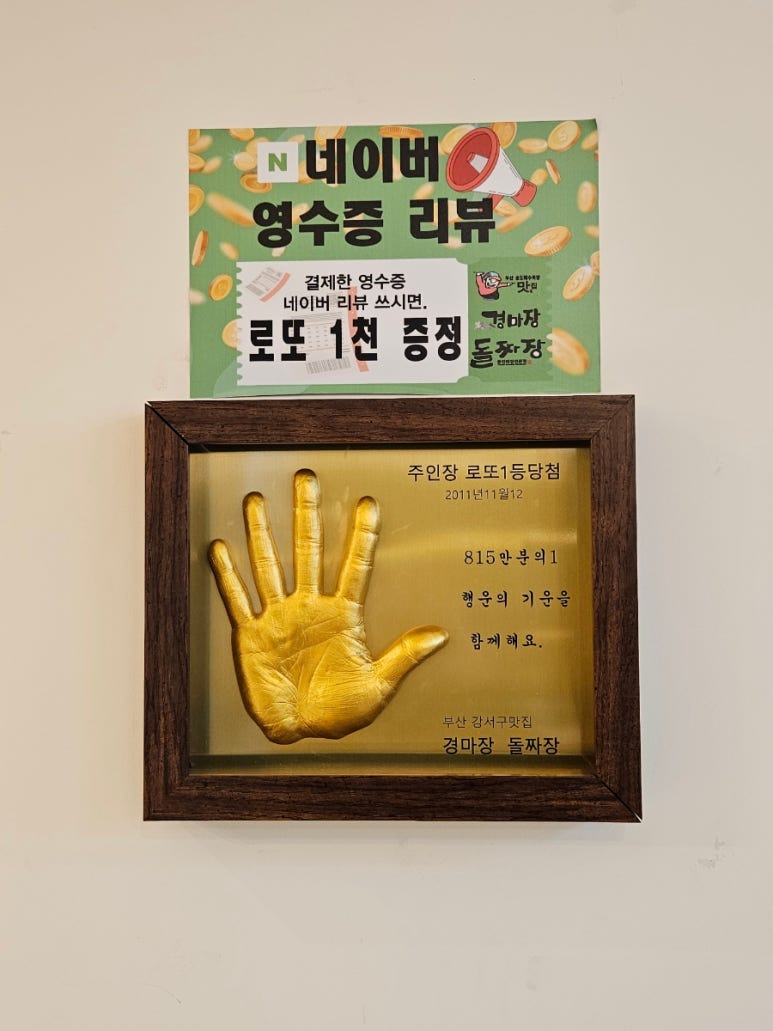 N 네이버
영수증 리뷰
결제한 영수증
네이버 리뷰 쓰시면.
로또 1천 증정
맛집
경마장
돌짜장
주인장 로또1등당첨
2011년11월12
815만분의1
행운의 기운을
함께해요.
부산 강서구맛집
경마장 돌짜장